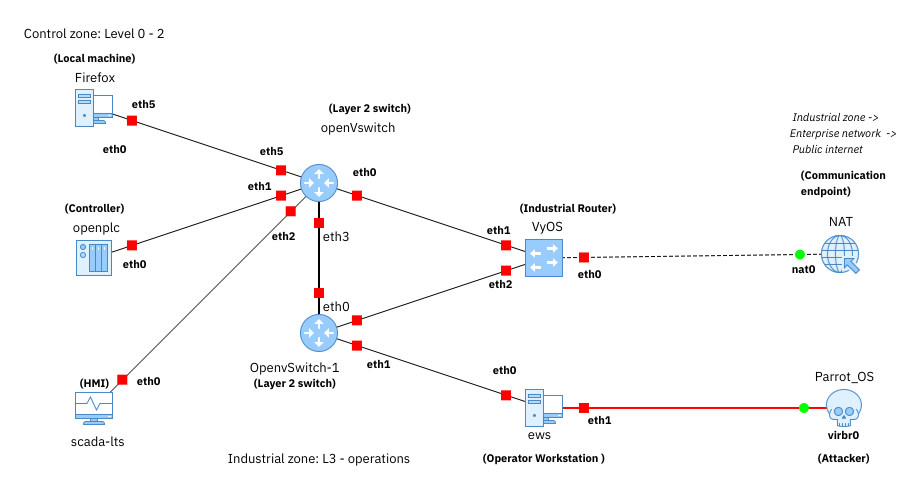 Control zone: Level 0 - 2
(Local machine)
Firefox
eth5
eth0
(Layer 2 switch)
openVswitch
eth5
eth0
eth1
(Controller)
openplc
eth0
eth2
eth3
(Industrial Router)
VyOS
eth1
eth2
eth0
Industrial zone ->
Enterprise network ->
Public internet
(Communication
endpoint)
NAT
nat0
eth0
OpenvSwitch-1
(Layer 2 switch)
eth1
(HMI)
eth0
scada-lts
eth0
ews
eth1
(Operator Workstation )
Parrot_OS
virbr0
(Attacker)
Industrial zone: L3 - operations